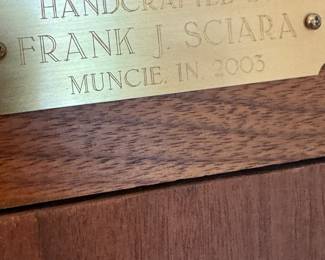 HANDCRAFTED
FRANK J. SCIARA
MUNCIE, IN. 2003